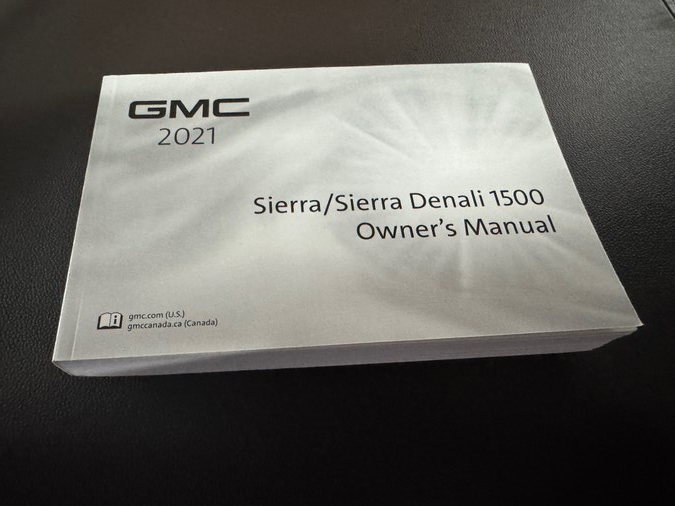 GMC
2021
Sierra/Sierra Denali 1500
Owner's Manual
gmc.com (U.S.)
gmccanada.ca (Canada)